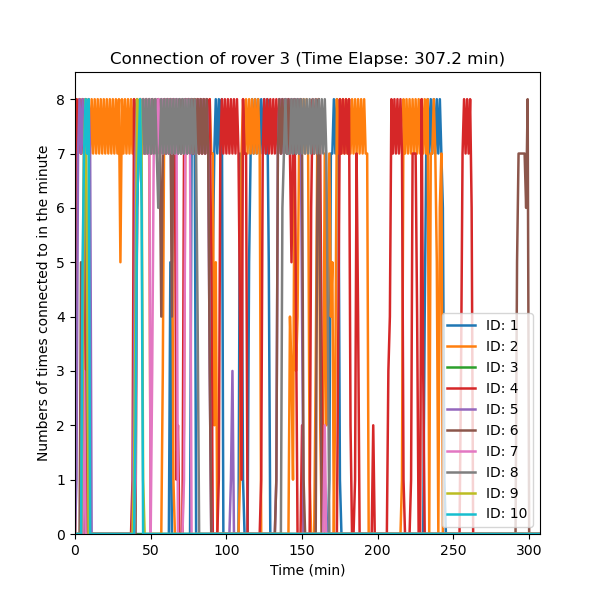 Connection of rover 3 (Time Elapse: 307.2 min)
Numbers of times connected to in the minute
8
7
6
5
4
3
2
1
0
0 50 100 150 200 250 300
Time (min)
ID: 1
ID: 2
ID: 3
ID: 4
ID: 5
ID: 6
ID: 7
ID: 8
ID: 9
ID: 10